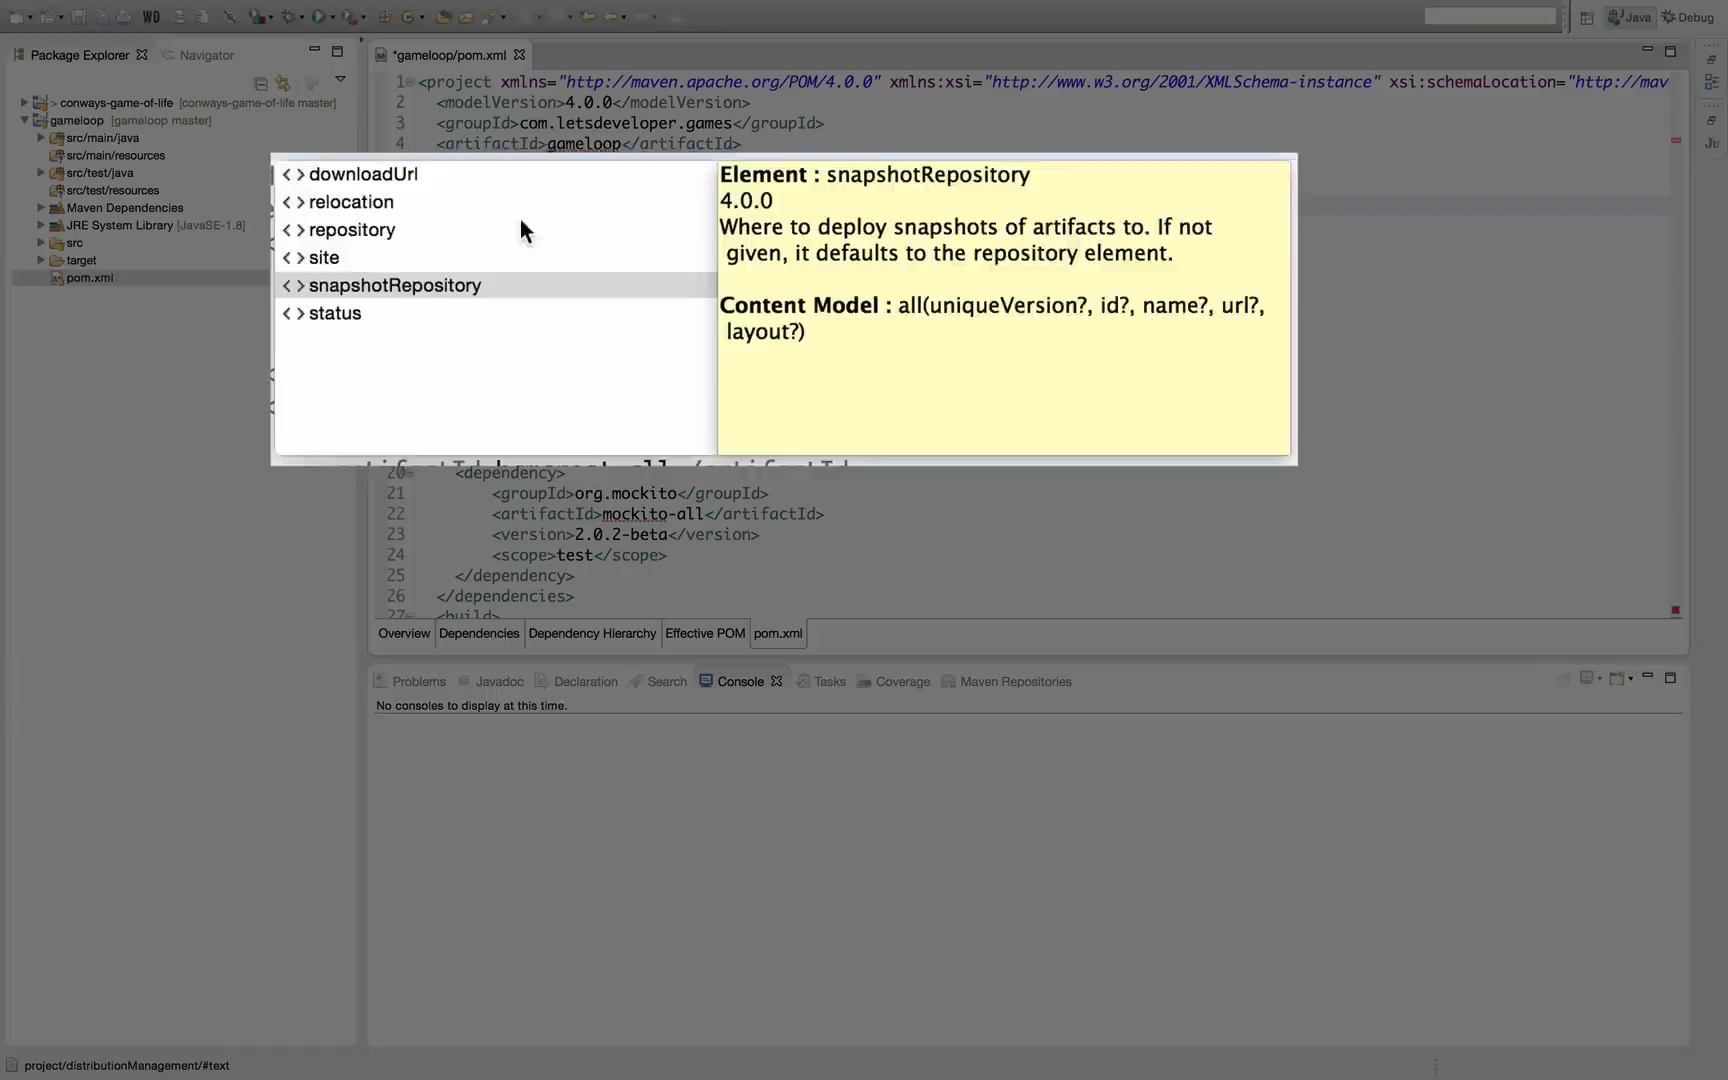 WD
Java
Debug
Package Explorer
Navigator
*gameloop/pom.xml
> conways-game-of-life [conways-game-of-life master]
gameloop [gameloop master]
src/main/java
src/main/resources
src/test/java
src/test/resources
Maven Dependencies
JRE System Library [JavaSE-1.8]
src
target
pom.xml
1 <project xmlns="http://maven.apache.org/POM/4.0.0" xmlns:xsi="http://www.w3.org/2001/XMLSchema-instance" xsi:schemaLocation="http://mav
2 <modelVersion>4.0.0</modelVersion>
3 <groupId>com.letsdeveloper.games</groupId>
4 <artifactId>gameloop</artifactId>
< > downloadUrl
< > relocation
< > repository
< > site
< > snapshotRepository
< > status
Element : snapshotRepository
4.0.0
Where to deploy snapshots of artifacts to. If not
given, it defaults to the repository element.
Content Model : all(uniqueVersion?, id?, name?, url?,
layout?)
20 <dependency>
21 <groupId>org.mockito</groupId>
22 <artifactId>mockito-all</artifactId>
23 <version>2.0.2-beta</version>
24 <scope>test</scope>
25 </dependency>
26 </dependencies>
27 <build>
Overview
Dependencies
Dependency Hierarchy
Effective POM
pom.xml
Problems
Javadoc
Declaration
Search
Console
Tasks
Coverage
Maven Repositories
No consoles to display at this time.
project/distributionManagement/#text